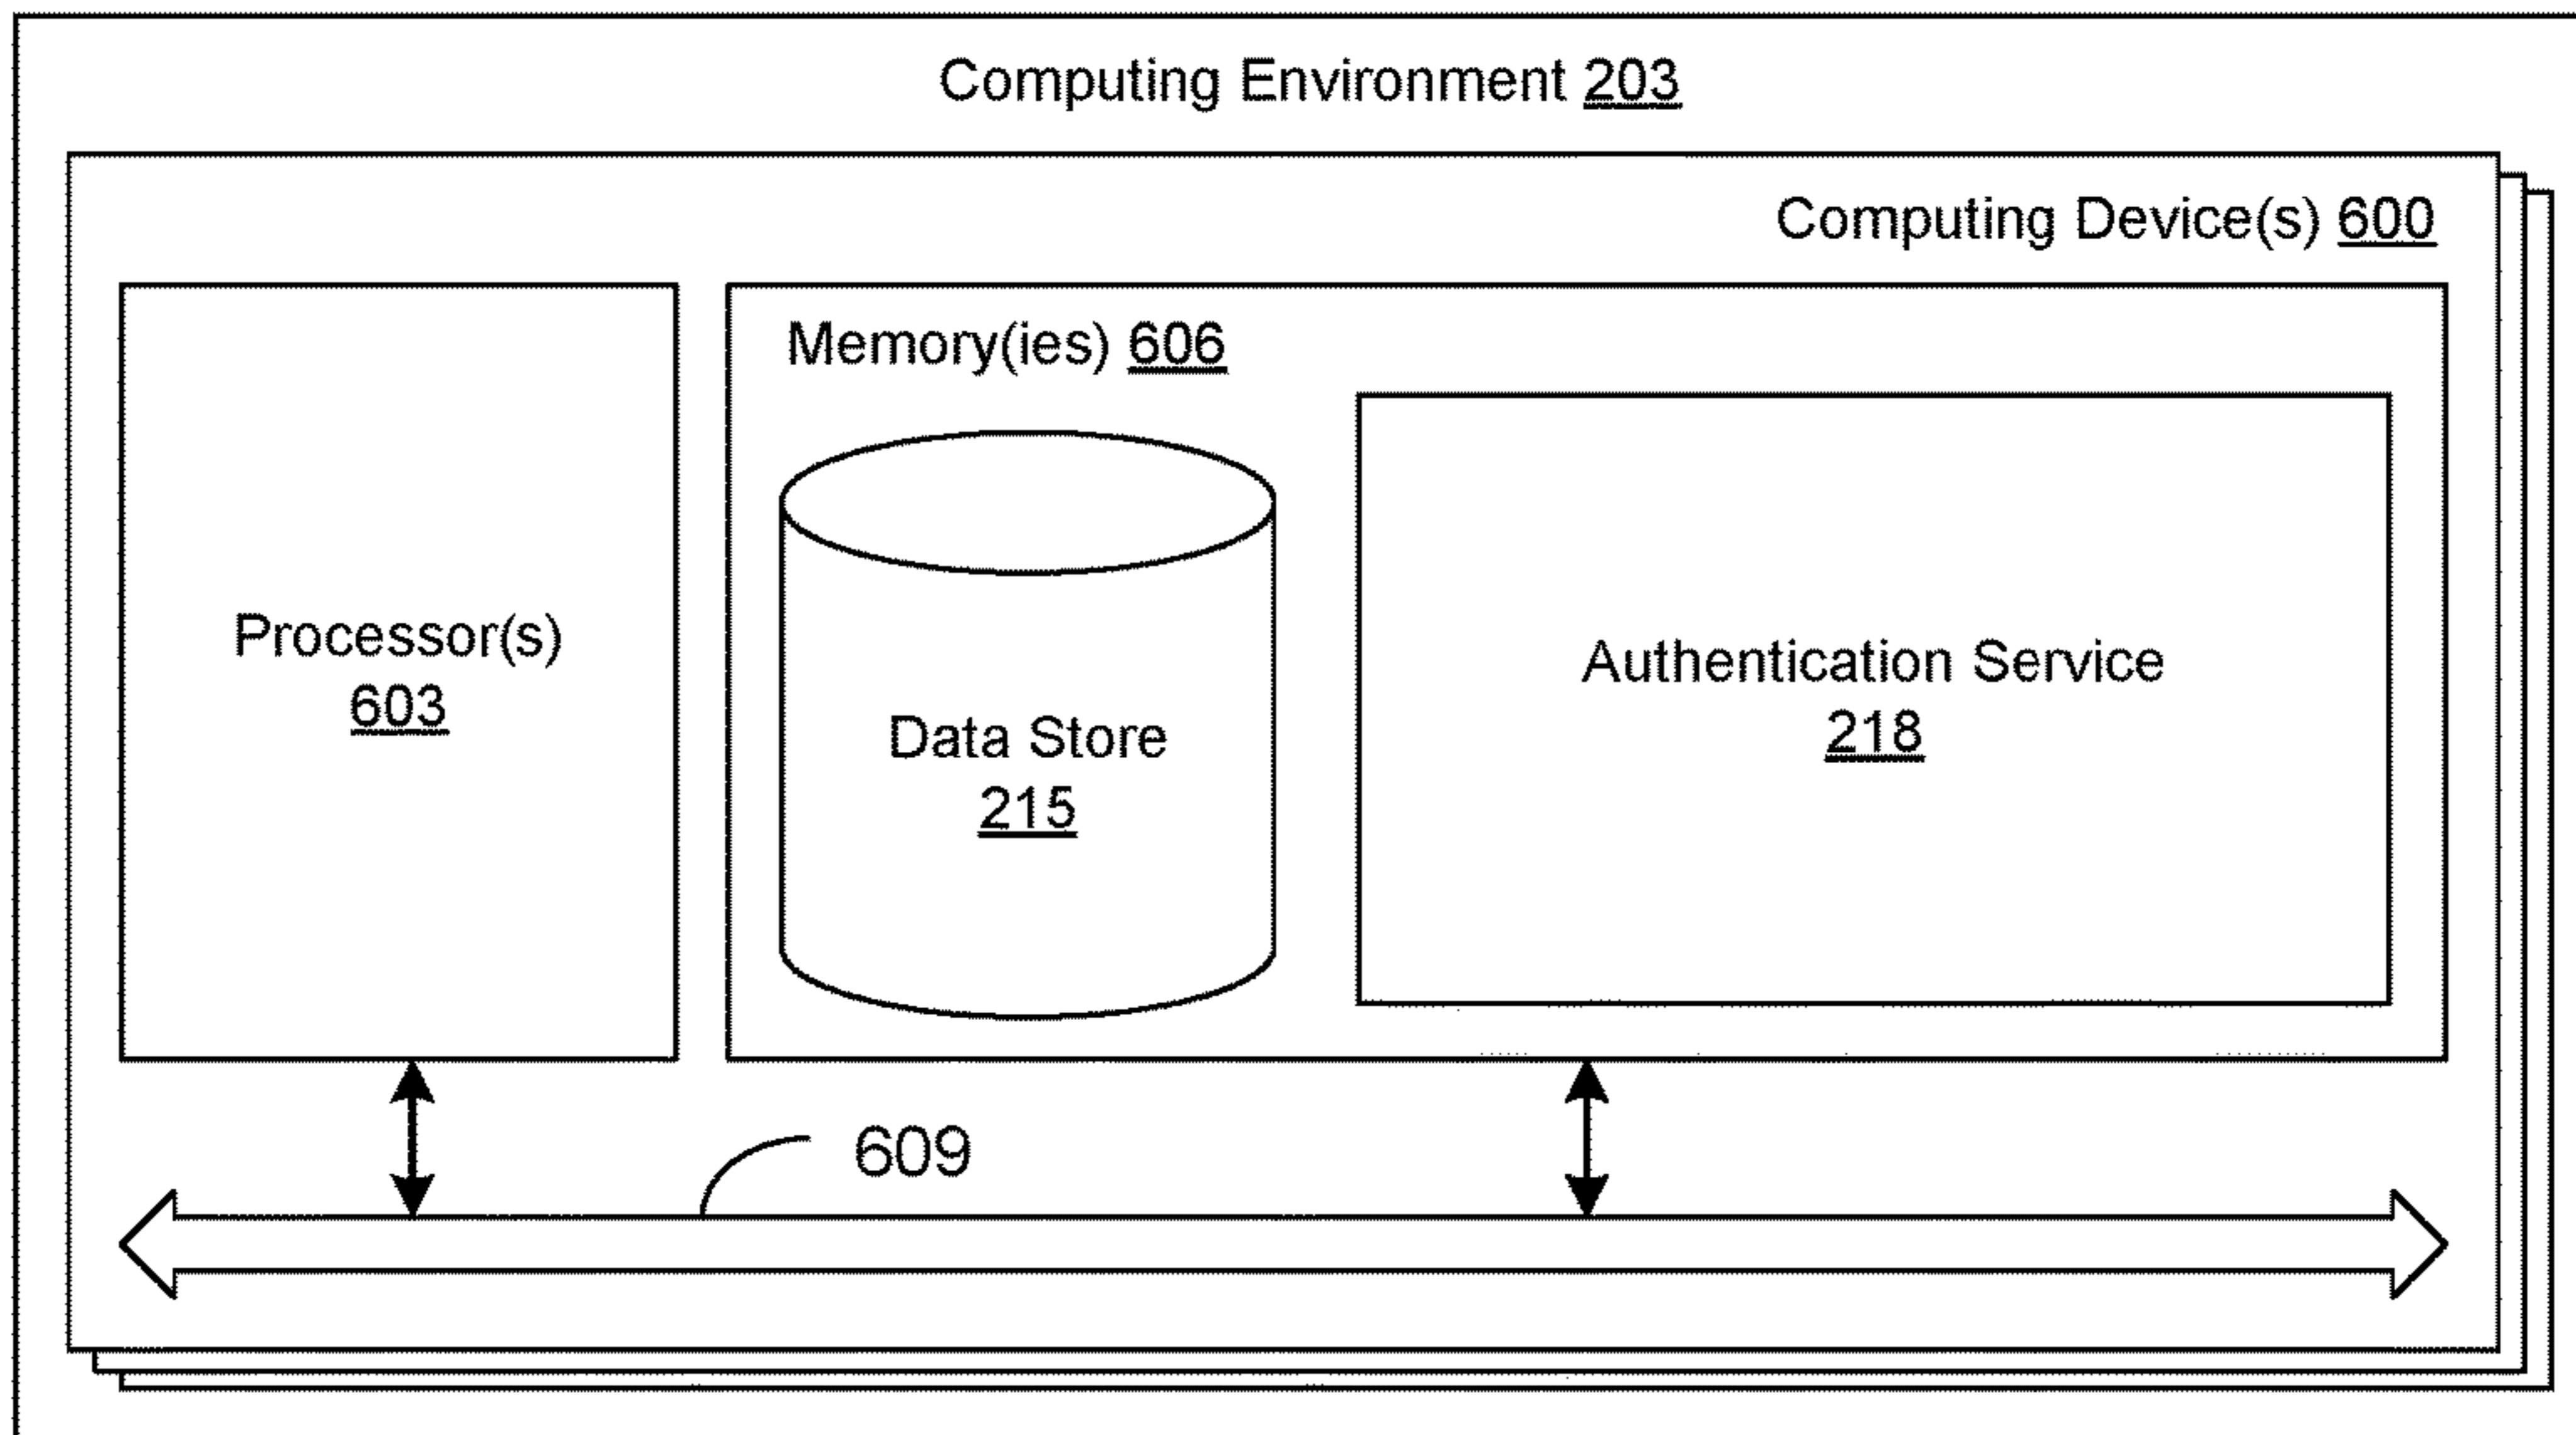 Computing Environment 203
Computing Device(s) 600
Memory(ies) 606
Processor(s)
603
Data Store
215
Authentication Service
218
609